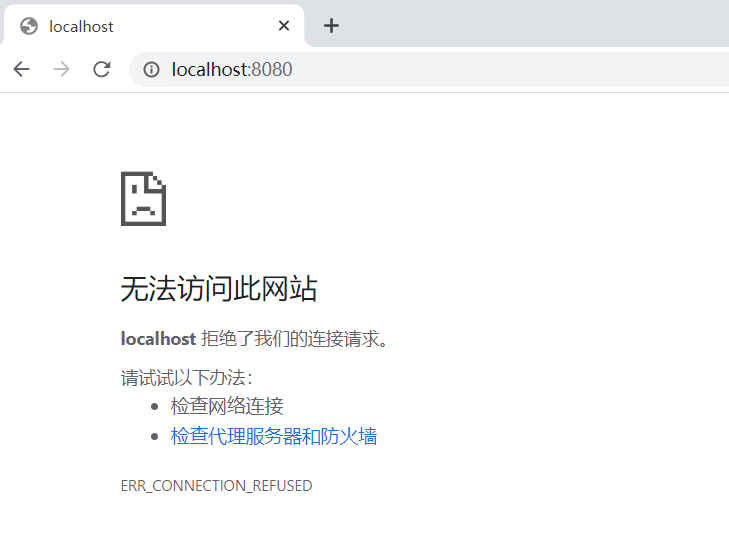 localhost
localhost:8080
无法访问此网站
localhost 拒绝了我们的连接请求。
请试试以下办法：
检查网络连接
检查代理服务器和防火墙
ERR_CONNECTION_REFUSED